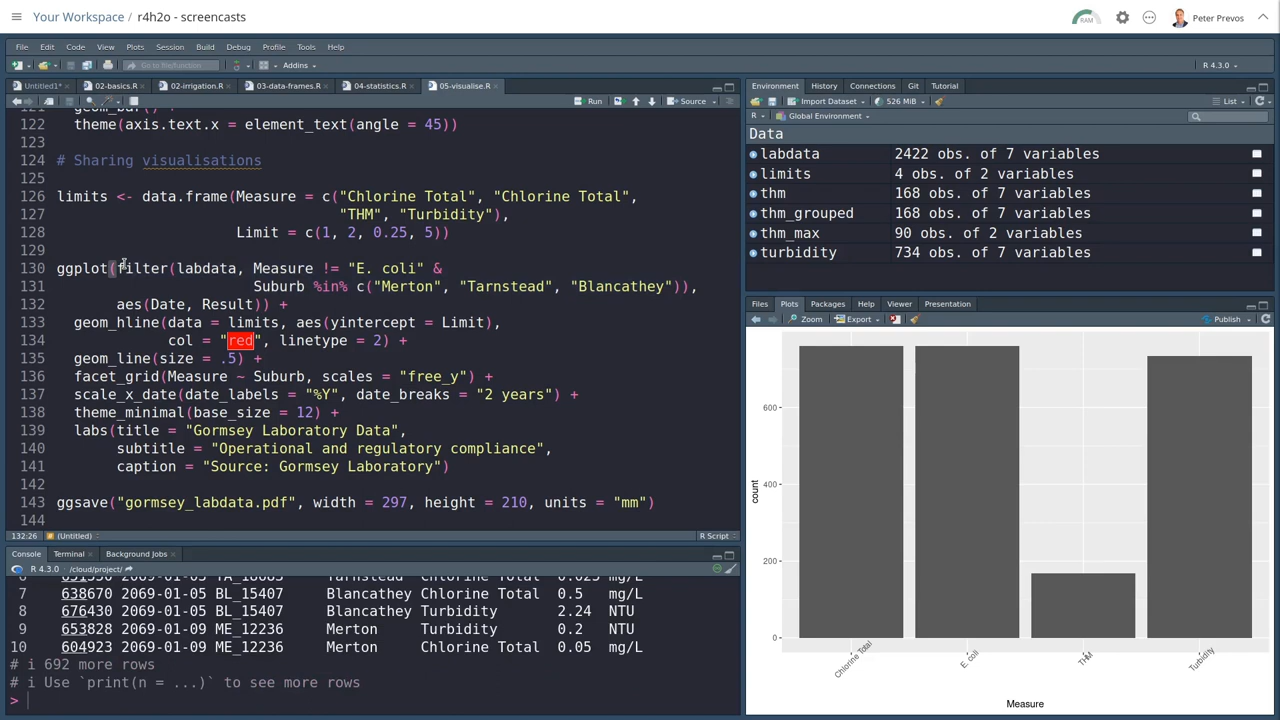 Your Workspace / r4h2o - screencasts
RAM
Peter Prevos
File Edit Code View Plots Session Build Debug Profile Tools Help
Go to file/function Addins R 4.3.0
Untitled1* 02-basics.R 02-irrigation.R 03-data-frames.R 04-statistics.R 05-visualise.R
Run Source
geom_bar() +
122 theme(axis.text.x = element_text(angle = 45))
123
124 # Sharing visualisations
125
126 limits <- data.frame(Measure = c("Chlorine Total", "Chlorine Total",
127 "THM", "Turbidity"),
128 Limit = c(1, 2, 0.25, 5))
129
130 ggplot(filter(labdata, Measure != "E. coli" &
131 Suburb %in% c("Merton", "Tarnstead", "Blancathey")),
132 aes(Date, Result)) +
133 geom_hline(data = limits, aes(yintercept = Limit),
134 col = "red", linetype = 2) +
135 geom_line(size = .5) +
136 facet_grid(Measure ~ Suburb, scales = "free_y") +
137 scale_x_date(date_labels = "%Y", date_breaks = "2 years") +
138 theme_minimal(base_size = 12) +
139 labs(title = "Gormsey Laboratory Data",
140 subtitle = "Operational and regulatory compliance",
141 caption = "Source: Gormsey Laboratory")
142
143 ggsave("gormsey_labdata.pdf", width = 297, height = 210, units = "mm")
144
132:26 (Untitled) R Script
Console Terminal Background Jobs
R 4.3.0 · /cloud/project/
7 638670 2069-01-05 BL_15407 Blancathey Chlorine Total 0.5 mg/L
8 676430 2069-01-05 BL_15407 Blancathey Turbidity 2.24 NTU
9 653828 2069-01-09 ME_12236 Merton Turbidity 0.2 NTU
10 604923 2069-01-09 ME_12236 Merton Chlorine Total 0.05 mg/L
# i 692 more rows
# i Use `print(n = ...)` to see more rows
>
Environment History Connections Git Tutorial
Import Dataset 526 MiB List
R Global Environment
Data
labdata 2422 obs. of 7 variables
limits 4 obs. of 2 variables
thm 168 obs. of 7 variables
thm_grouped 168 obs. of 7 variables
thm_max 90 obs. of 2 variables
turbidity 734 obs. of 7 variables
Files Plots Packages Help Viewer Presentation
Zoom Export Publish
600
400
200
0
count
Chlorine Total
E. coli
THM
Turbidity
Measure